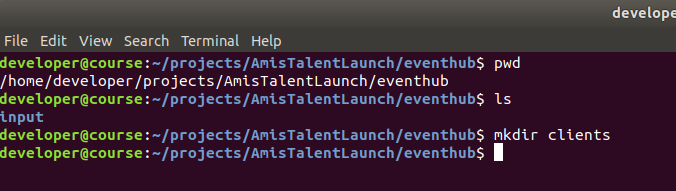 develope
File Edit View Search Terminal Help
developer@course:~/projects/AmisTalentLaunch/eventhub$ pwd
/home/developer/projects/AmisTalentLaunch/eventhub
developer@course:~/projects/AmisTalentLaunch/eventhub$ ls
input
developer@course:~/projects/AmisTalentLaunch/eventhub$ mkdir clients
developer@course:~/projects/AmisTalentLaunch/eventhub$